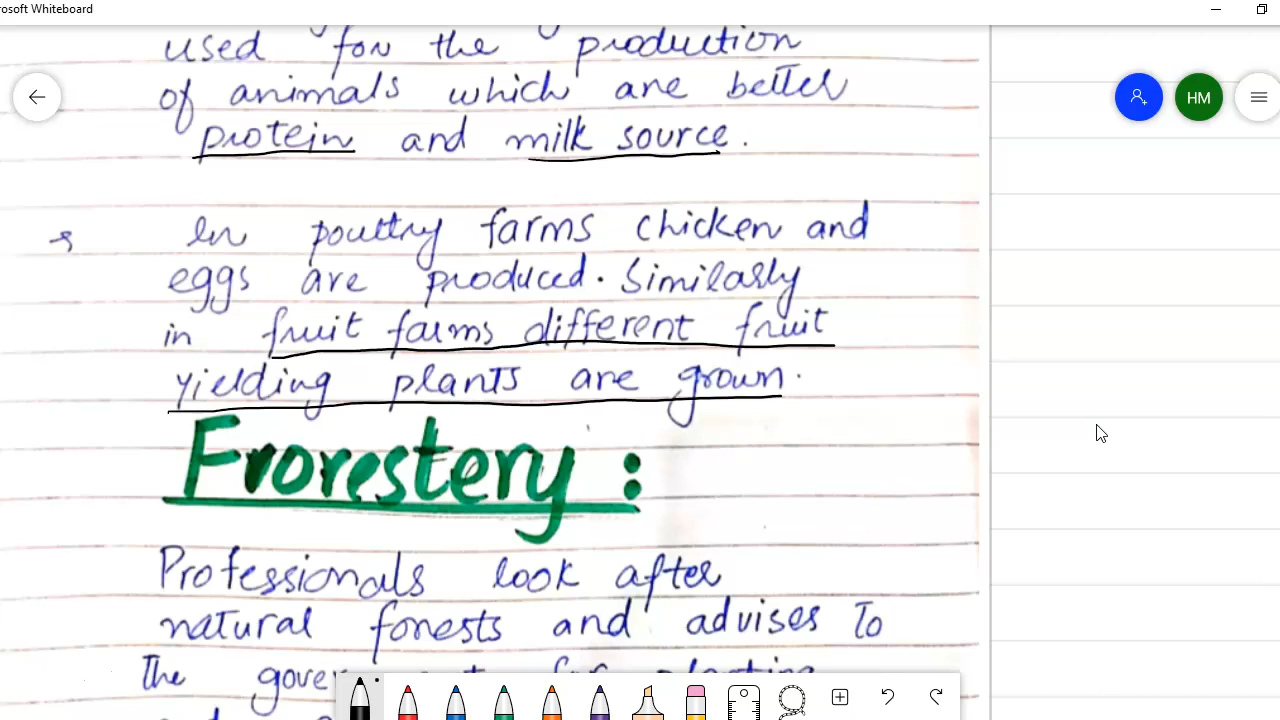 rosoft Whiteboard
used for the production
of animals which are better
protein and milk source.
HM
In poultry farms chicken and
eggs are produced. Similarly
in fruit farms different fruit
yielding plants are grown.
Frorestery :
Professionals look after
natural forests and advises to
the